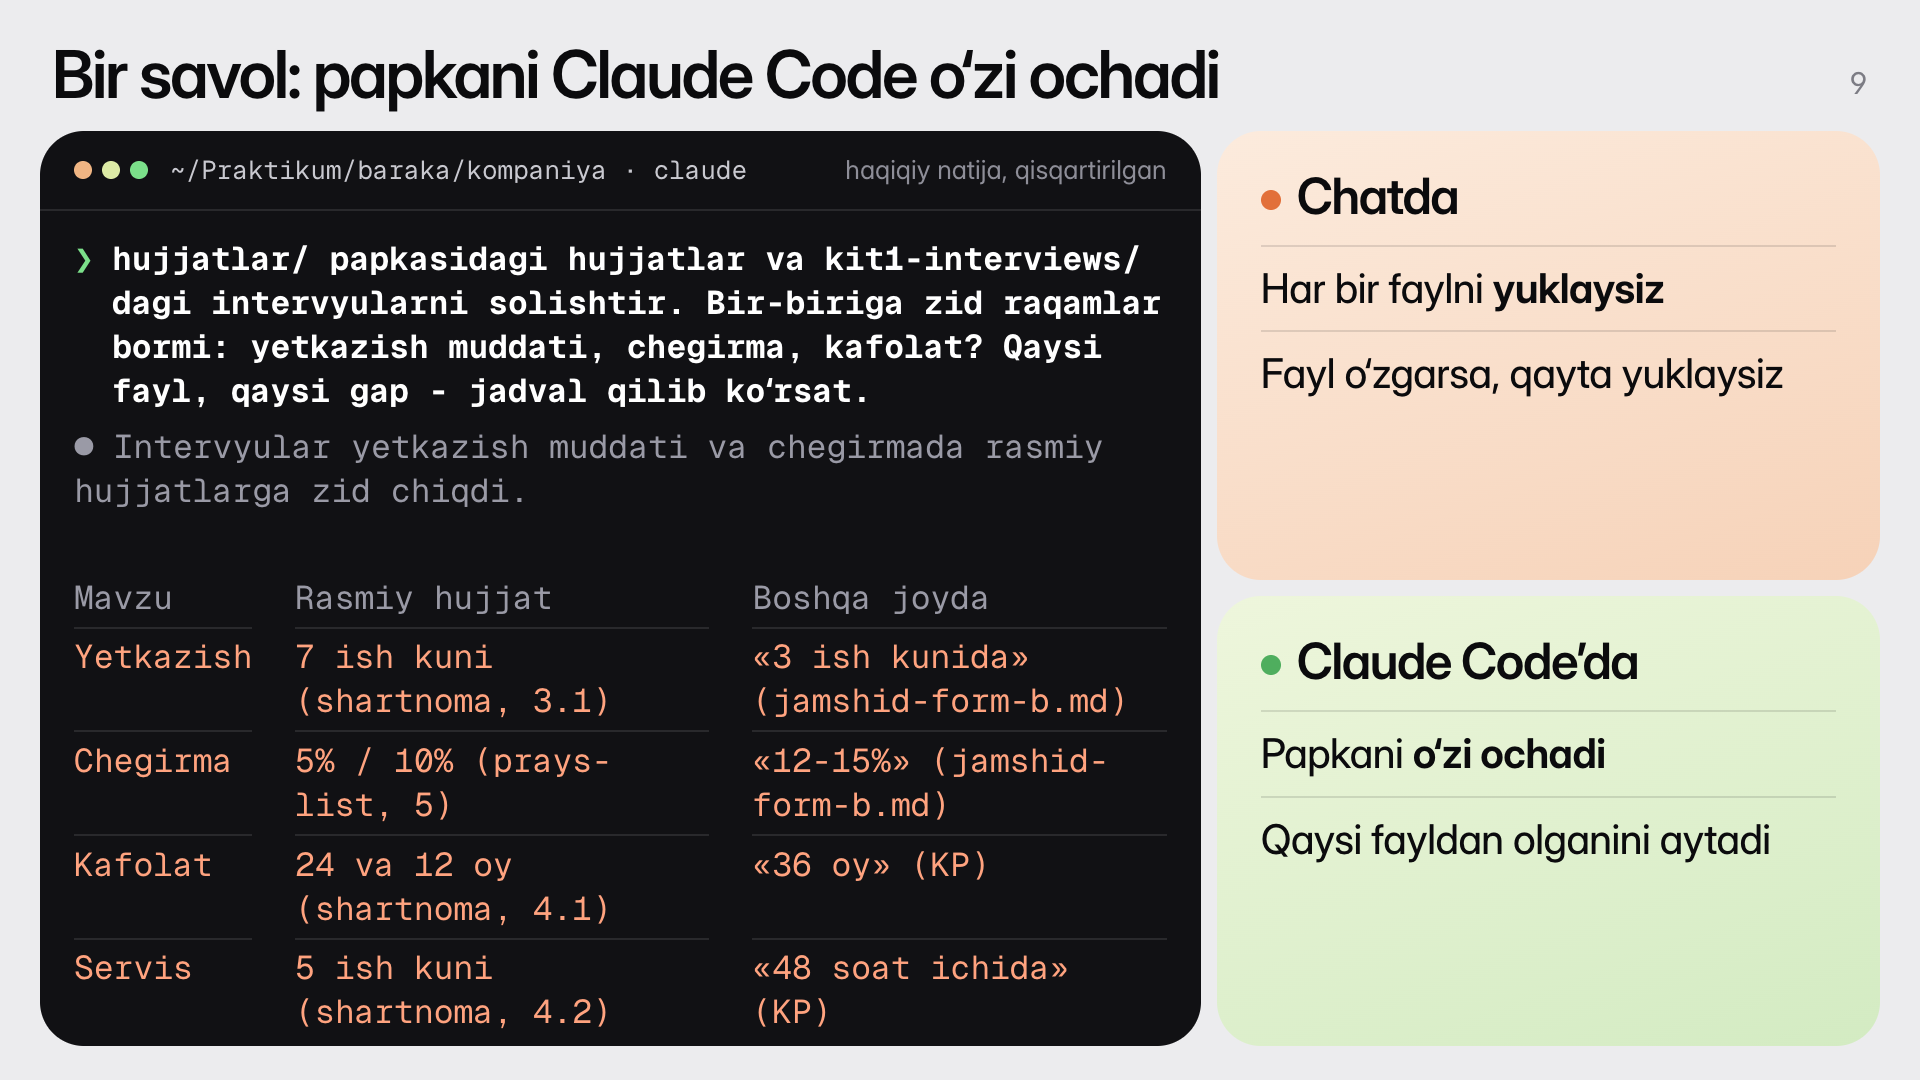 Bir savol: papkani Claude Code o‘zi ochadi
9
~/Praktikum/baraka/kompaniya · claude
haqiqiy natija, qisqartirilgan
❯ hujjatlar/ papkasidagi hujjatlar va kit1-interviews/
dagi intervyularni solishtir. Bir-biriga zid raqamlar
bormi: yetkazish muddati, chegirma, kafolat? Qaysi
fayl, qaysi gap - jadval qilib ko‘rsat.
● Intervyular yetkazish muddati va chegirmada rasmiy
hujjatlarga zid chiqdi.
Mavzu Rasmiy hujjat Boshqa joyda
Yetkazish 7 ish kuni «3 ish kunida»
(shartnoma, 3.1) (jamshid-form-b.md)
Chegirma 5% / 10% (prays- «12-15%» (jamshid-
list, 5) form-b.md)
Kafolat 24 va 12 oy «36 oy» (KP)
(shartnoma, 4.1)
Servis 5 ish kuni «48 soat ichida»
(shartnoma, 4.2) (KP)
Chatda
Har bir faylni yuklaysiz
Fayl o‘zgarsa, qayta yuklaysiz
Claude Code’da
Papkani o‘zi ochadi
Qaysi fayldan olganini aytadi